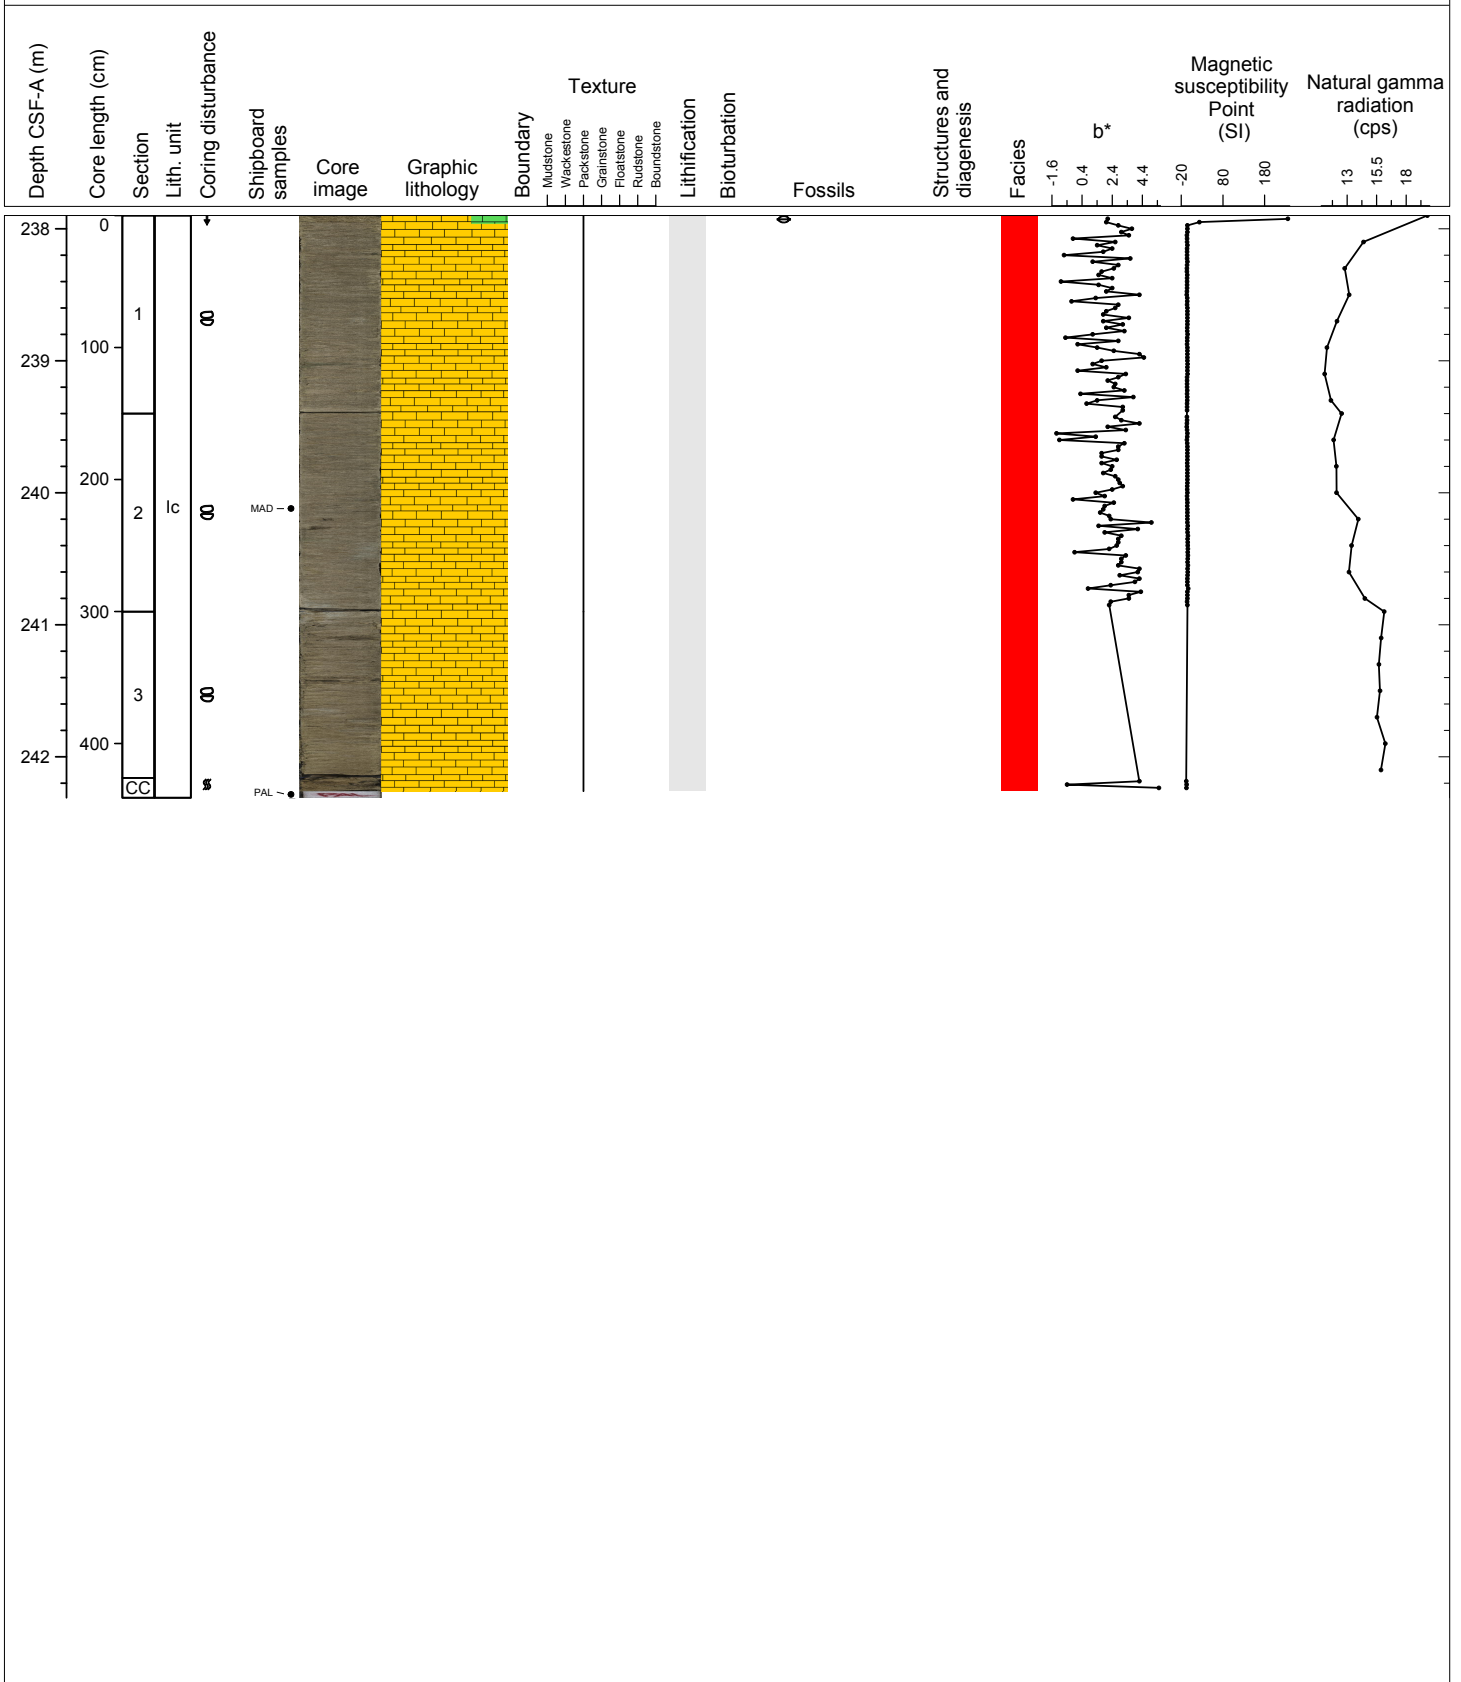 Depth CSF-A (m)
Core length (cm)
Section
Lith. unit
Coring disturbance
Shipboard
samples
Core
image
Graphic
lithology
Boundary
Texture
Mudstone
Wackestone
Packstone
Grainstone
Floatstone
Rudstone
Boundstone
Lithification
Bioturbation
Fossils
Structures and
diagenesis
Facies
b*
-1.6
0.4
2.4
4.4
Magnetic
susceptibility
Point
(SI)
-20
80
180
Natural gamma
radiation
(cps)
13
15.5
18
238
239
240
241
242
0
100
200
300
400
1
2
3
CC
Ic
MAD
PAL